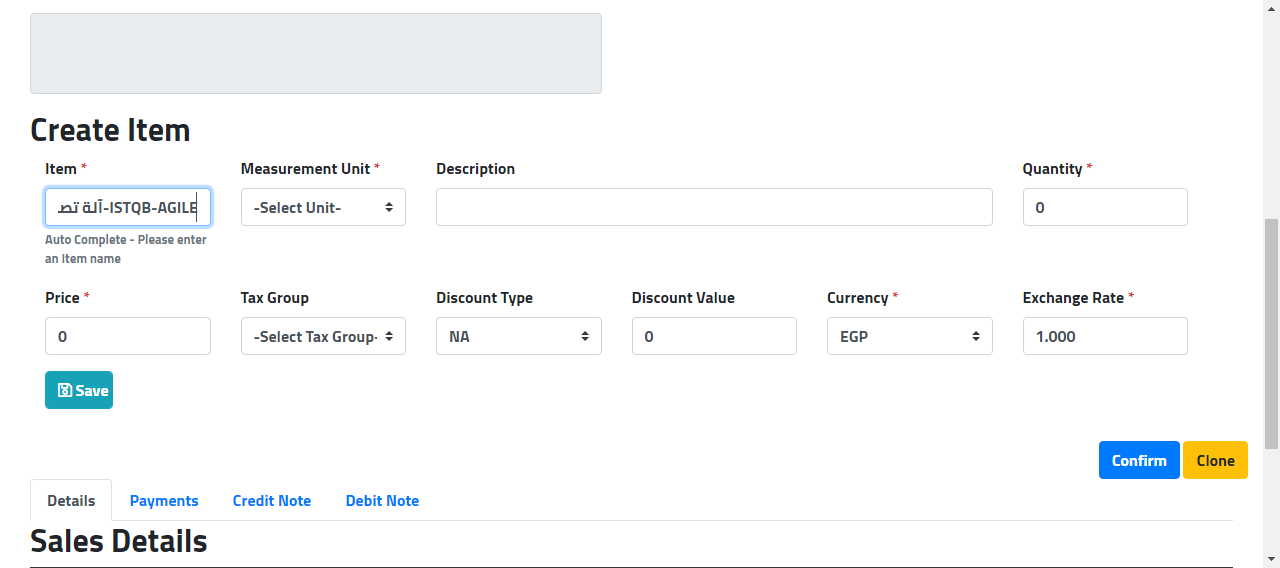 Create Item
Item *
Measurement Unit *
Description
Quantity *
آلة تص-ISTQB-AGILE
-Select Unit-
0
Auto Complete - Please enter
an Item name
Price *
Tax Group
Discount Type
Discount Value
Currency *
Exchange Rate *
0
-Select Tax Group-
NA
0
EGP
1.000
Save
Confirm
Clone
Details
Payments
Credit Note
Debit Note
Sales Details